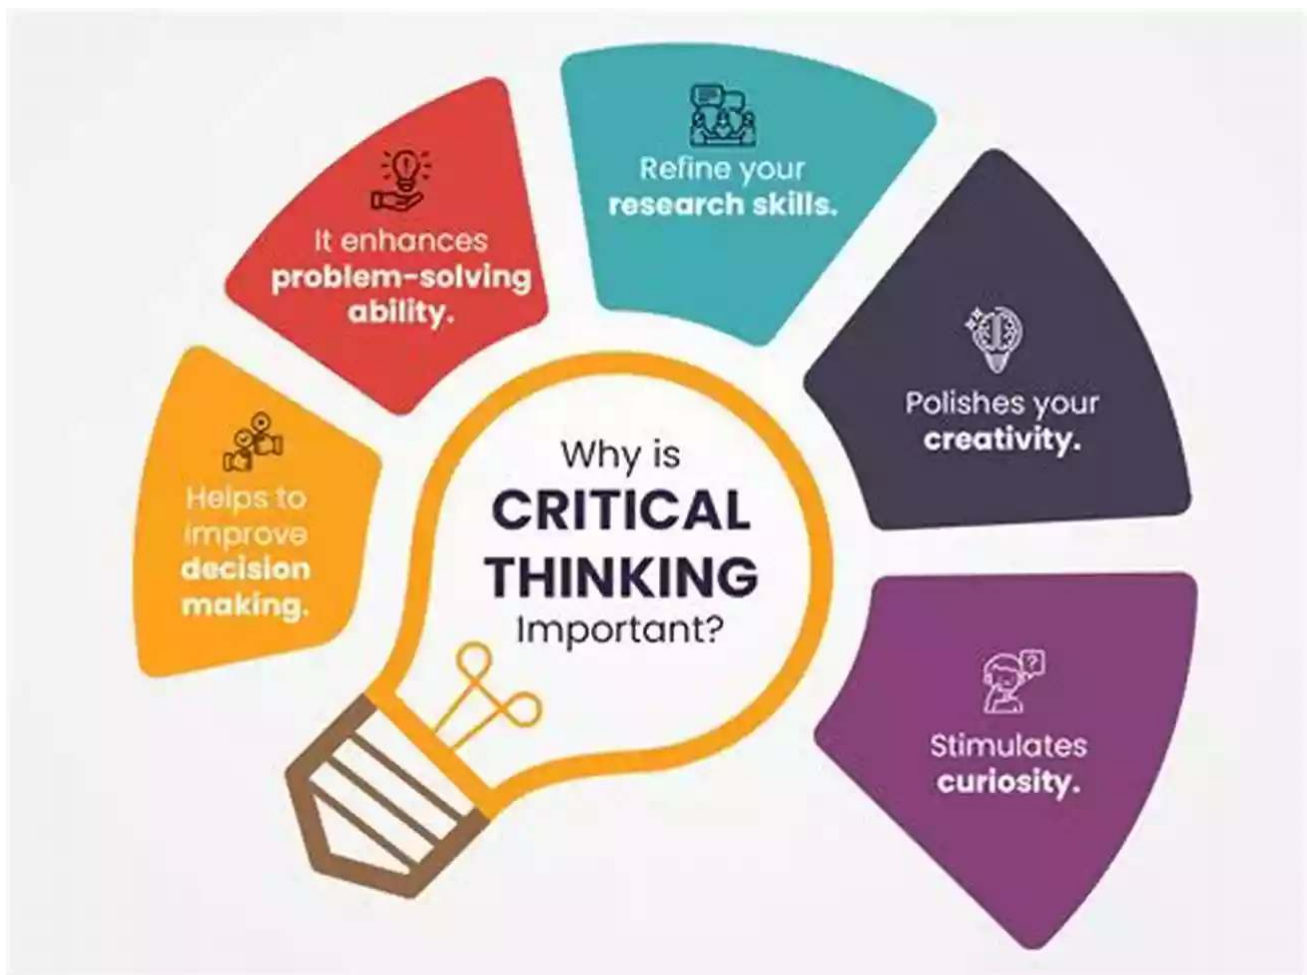 Why is
CRITICAL
THINKING
Important?
Helps to
improve
decision
making.
It enhances
problem-solving
ability.
Refine your
research skills.
Polishes your
creativity.
Stimulates
curiosity.
?